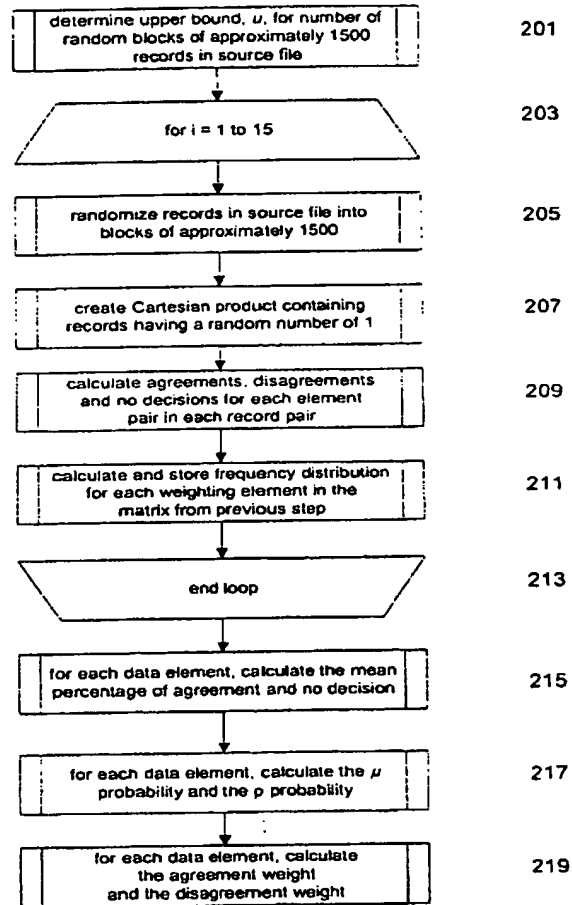 determine upper bound, υ, for number of
random blocks of approximately 1500
records in source file
201
for i = 1 to 15
203
randomize records in source file into
blocks of approximately 1500
205
create Cartesian product containing
records having a random number of 1
207
calculate agreements, disagreements
and no decisions for each element
pair in each record pair
209
calculate and store frequency distribution
for each weighting element in the
matrix from previous step
211
end loop
213
for each data element, calculate the mean
percentage of agreement and no decision
215
for each data element, calculate the μ
probability and the ρ probability
217
for each data element, calculate
the agreement weight
and the disagreement weight
219